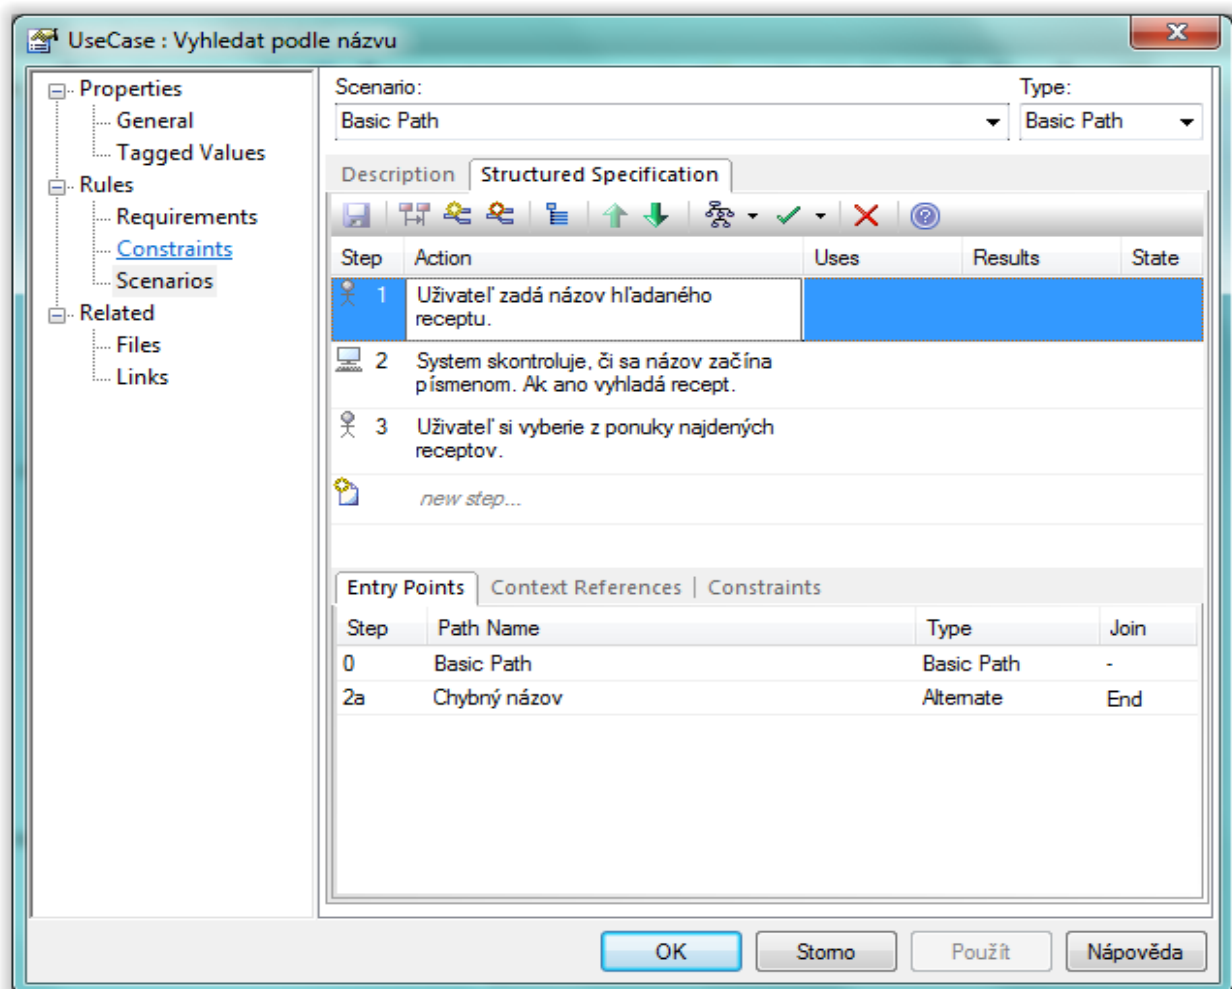 UseCase : Vyhledat podle názvu
Properties
General
Tagged Values
Rules
Requirements
Constraints
Scenarios
Related
Files
Links
Scenario: Type:
Basic Path Basic Path
Description Structured Specification
Step Action Uses Results State
1 Uživateľ zadá názov hľadaného
receptu.
2 System skontroluje, či sa názov začína
písmenom. Ak ano vyhladá recept.
3 Uživateľ si vyberie z ponuky najdených
receptov.
new step...
Entry Points Context References | Constraints
Step Path Name Type Join
0 Basic Path Basic Path -
2a Chybný názov Alternate End
OK Storno Použít Nápověda